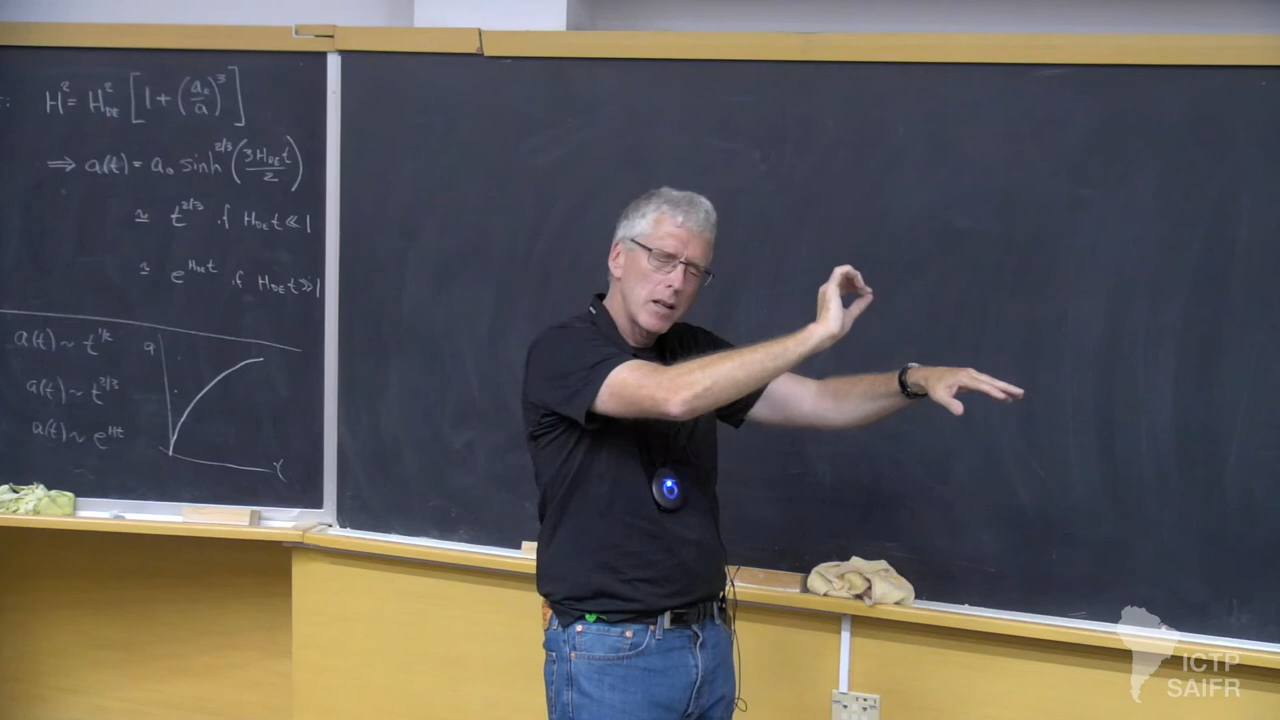 : H² = H²_DE [1 + (a₀/a)³]
⇒ a(t) = a₀ sinh^{2/3} (3H_DE t / 2)
≃ t^{2/3} if H_DE t ≪ 1
≃ e^{H_DE t} if H_DE t ≫ 1
a(t) ~ t^{1/2}
a(t) ~ t^{2/3}
a(t) ~ e^{Ht}
a
ICTP
SAIFR